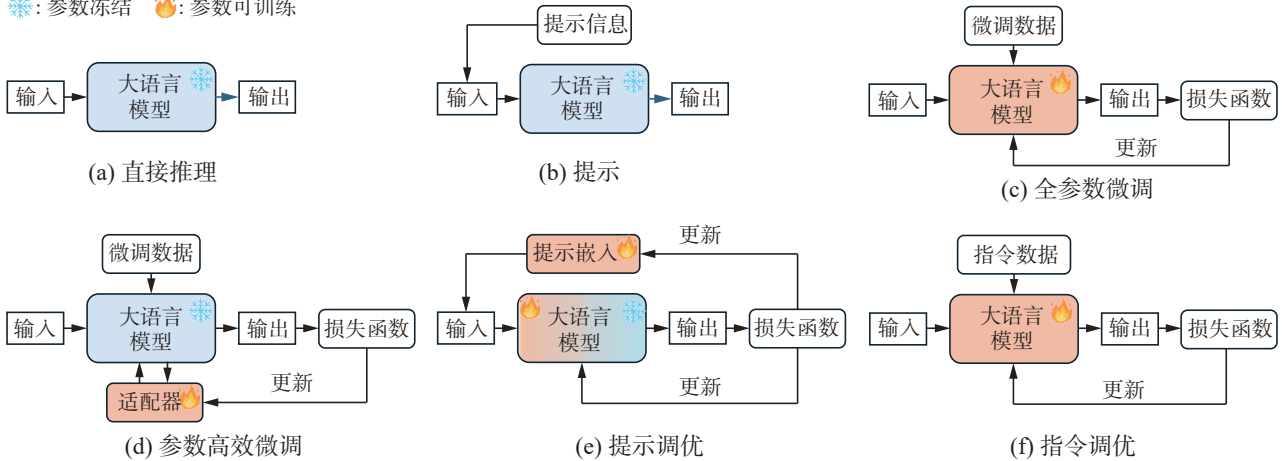 : 参数冻结 : 参数可训练
提示信息
输入
大语言
模型
输出
(a) 直接推理
输入
大语言
模型
输出
(b) 提示
微调数据
输入
大语言
模型
输出
损失函数
更新
(c) 全参数微调
微调数据
输入
大语言
模型
输出
损失函数
适配器
更新
(d) 参数高效微调
提示嵌入
更新
输入
大语言
模型
输出
损失函数
更新
(e) 提示调优
指令数据
输入
大语言
模型
输出
损失函数
更新
(f) 指令调优